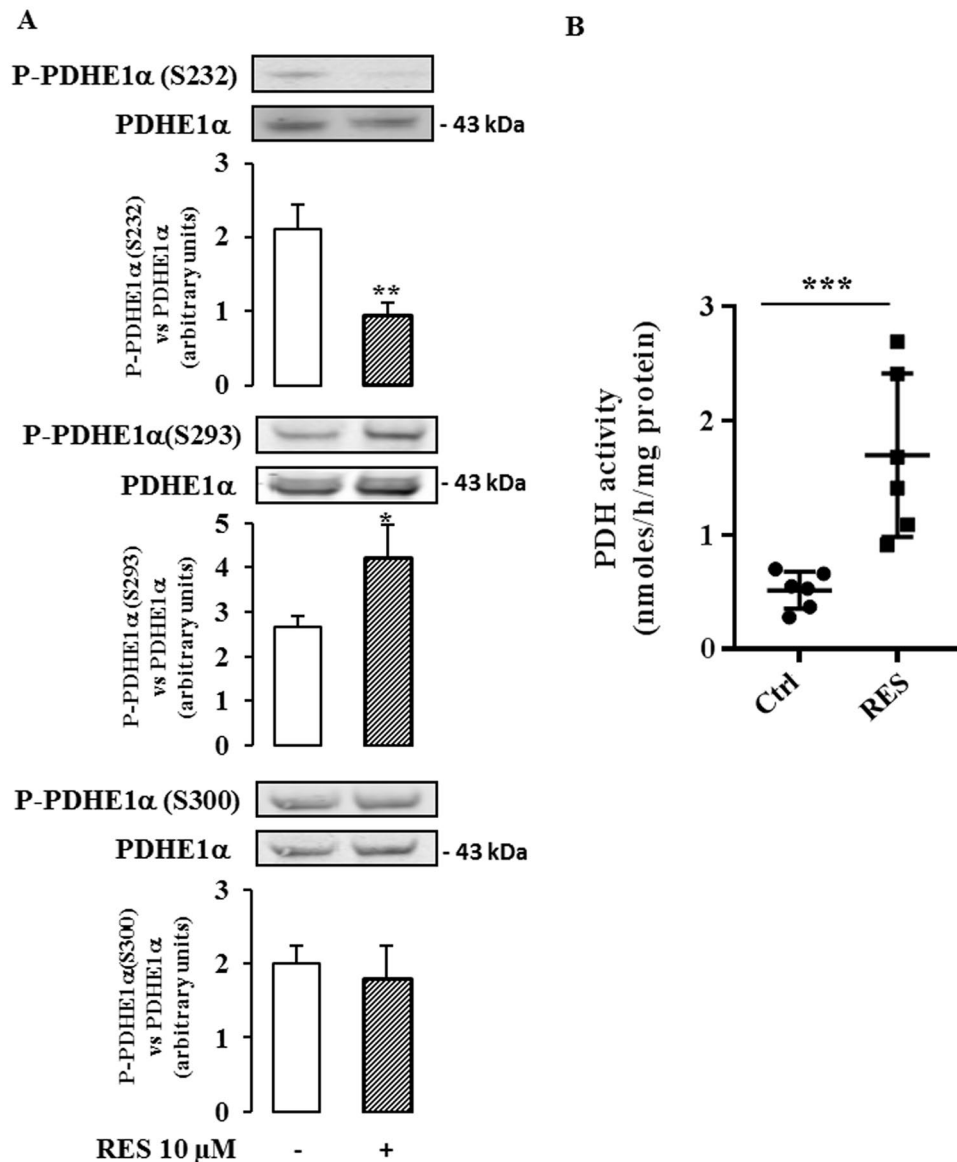 A
P-PDHE1α (S232)
PDHE1α
- 43 kDa
P-PDHE1α (S232)
vs PDHE1α
(arbitrary units)
3
2
1
0
**
P-PDHE1α(S293)
PDHE1α
- 43 kDa
P-PDHE1α(S293)
vs PDHE1α
(arbitrary units)
5
4
3
2
1
0
*
P-PDHE1α (S300)
PDHE1α
- 43 kDa
P-PDHE1α(S300)
vs PDHE1α
(arbitrary units)
3
2
1
0
RES 10 µM - +
B
***
PDH activity
(nmoles/h/mg protein)
3
2
1
0
Ctrl
RES